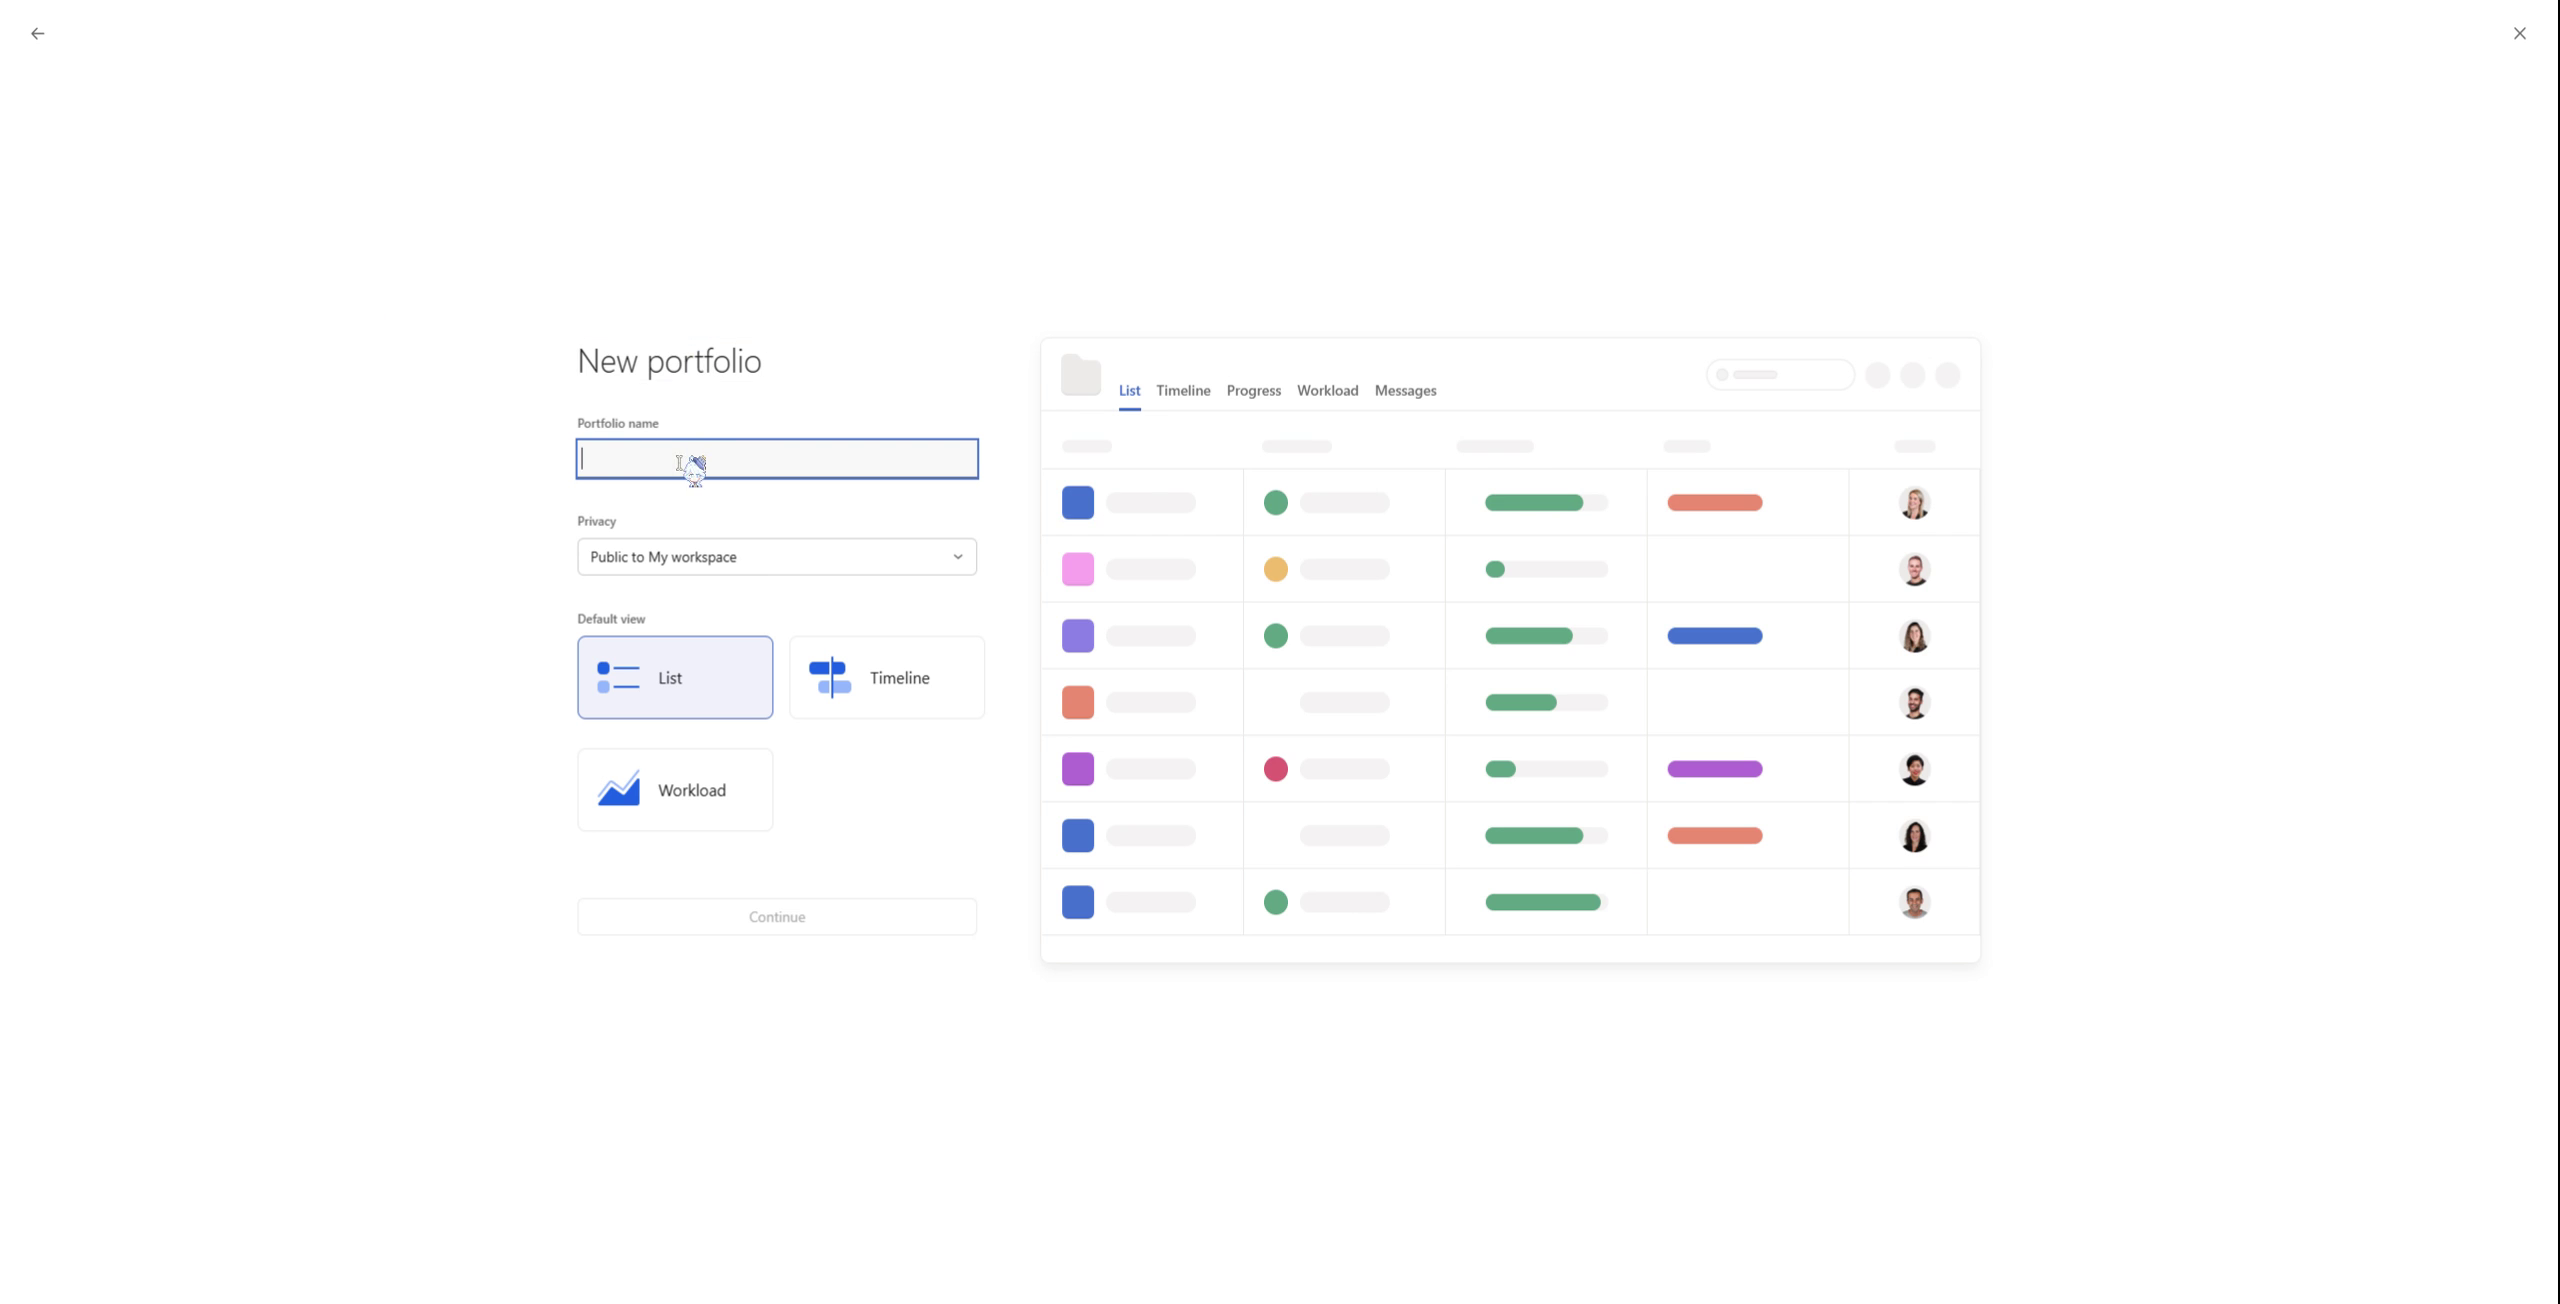 New portfolio
Portfolio name
Privacy
Public to My workspace
Default view
List
Timeline
Workload
Continue
List Timeline Progress Workload Messages